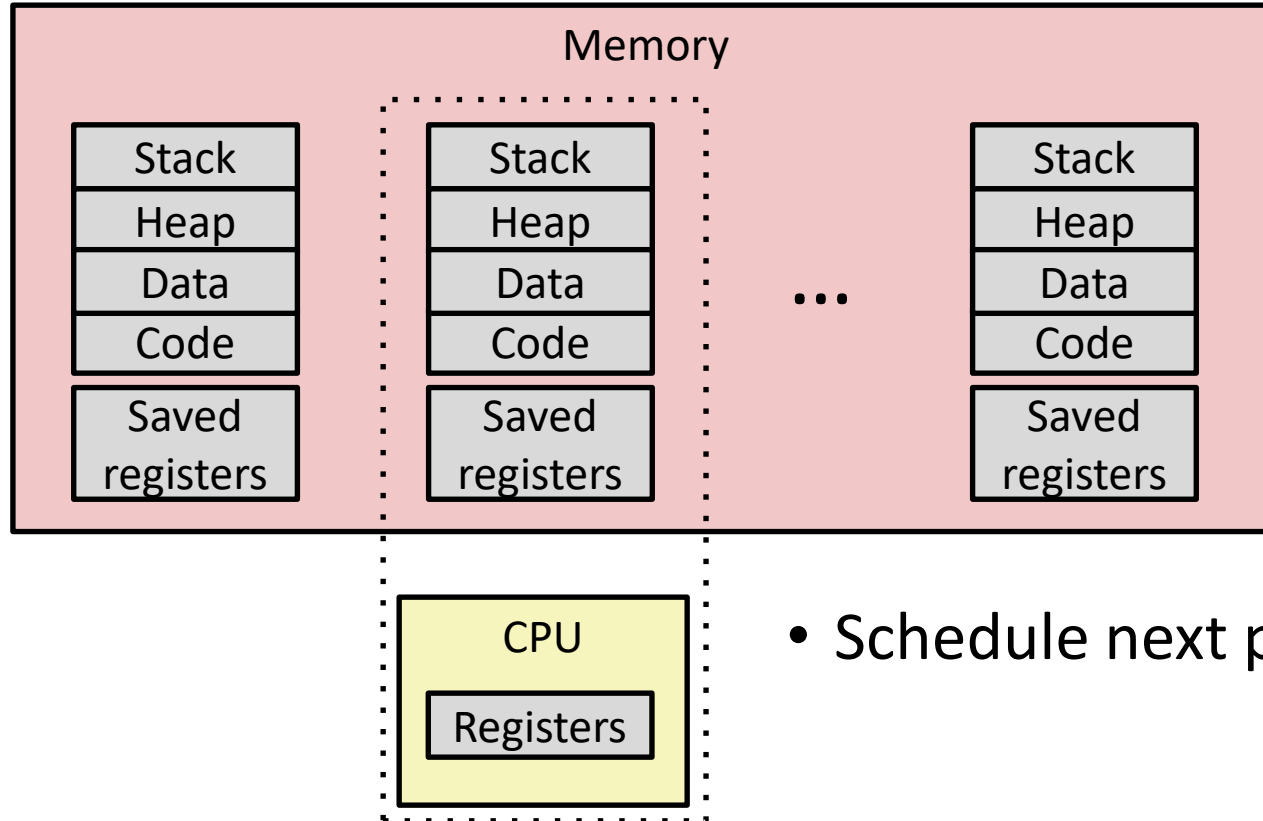 Memory
Stack Stack Stack
Heap Heap Heap
Data Data ... Data
Code Code Code
Saved Saved Saved
registers registers registers
CPU
• Schedule next p
Registers